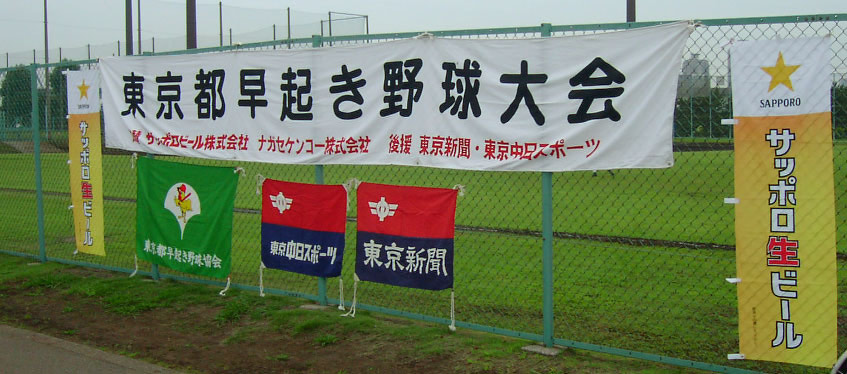 東京都早起き野球大会
サッポロビール株式会社 ナガセケンコー株式会社 後援 東京新聞・東京中日スポーツ
サッポロ生ビール
東京都早起き野球協会
東京中日スポーツ
東京新聞
SAPPORO
サッポロ生ビール